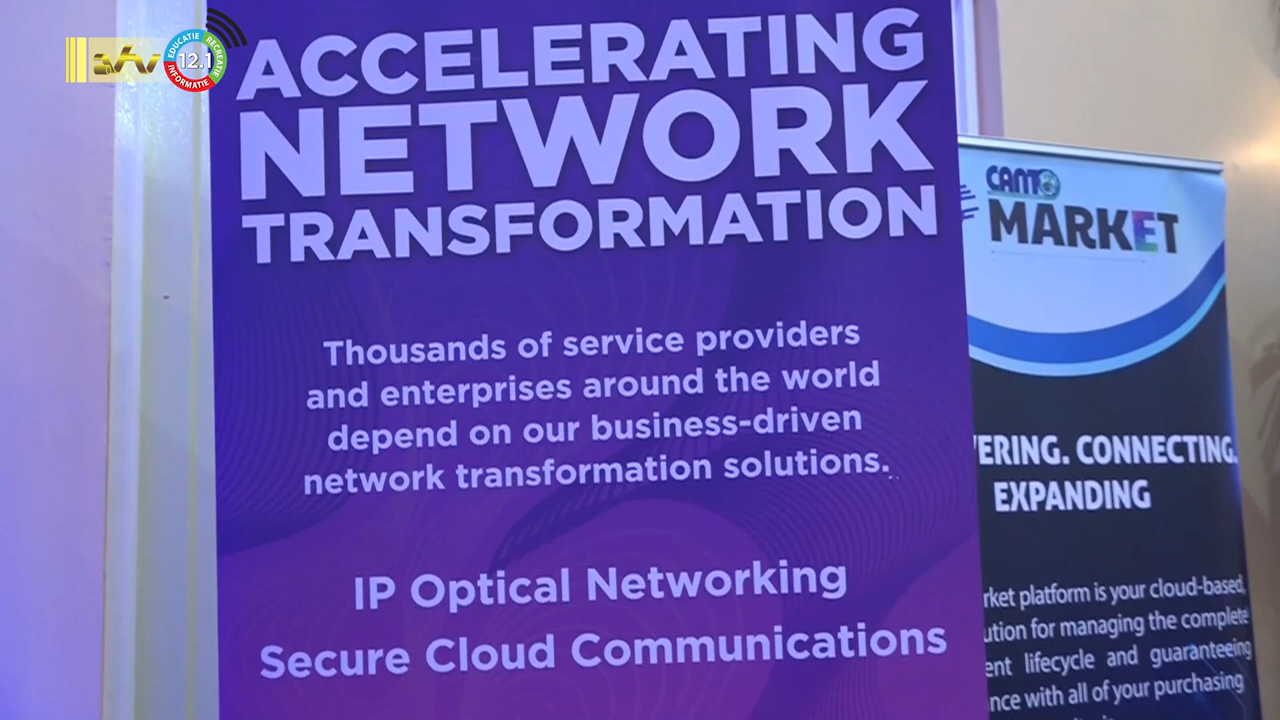 atv
EDUCATIE
RECREATIE
INFORMATIE
12.1
ACCELERATING
NETWORK
TRANSFORMATION
Thousands of service providers
and enterprises around the world
depend on our business-driven
network transformation solutions.
IP Optical Networking
Secure Cloud Communications
CANTO
MARKET
CONNECTING.
EXPANDING
platform is your cloud-based,
for managing the complete
lifecycle and guaranteeing
with all of your purchasing